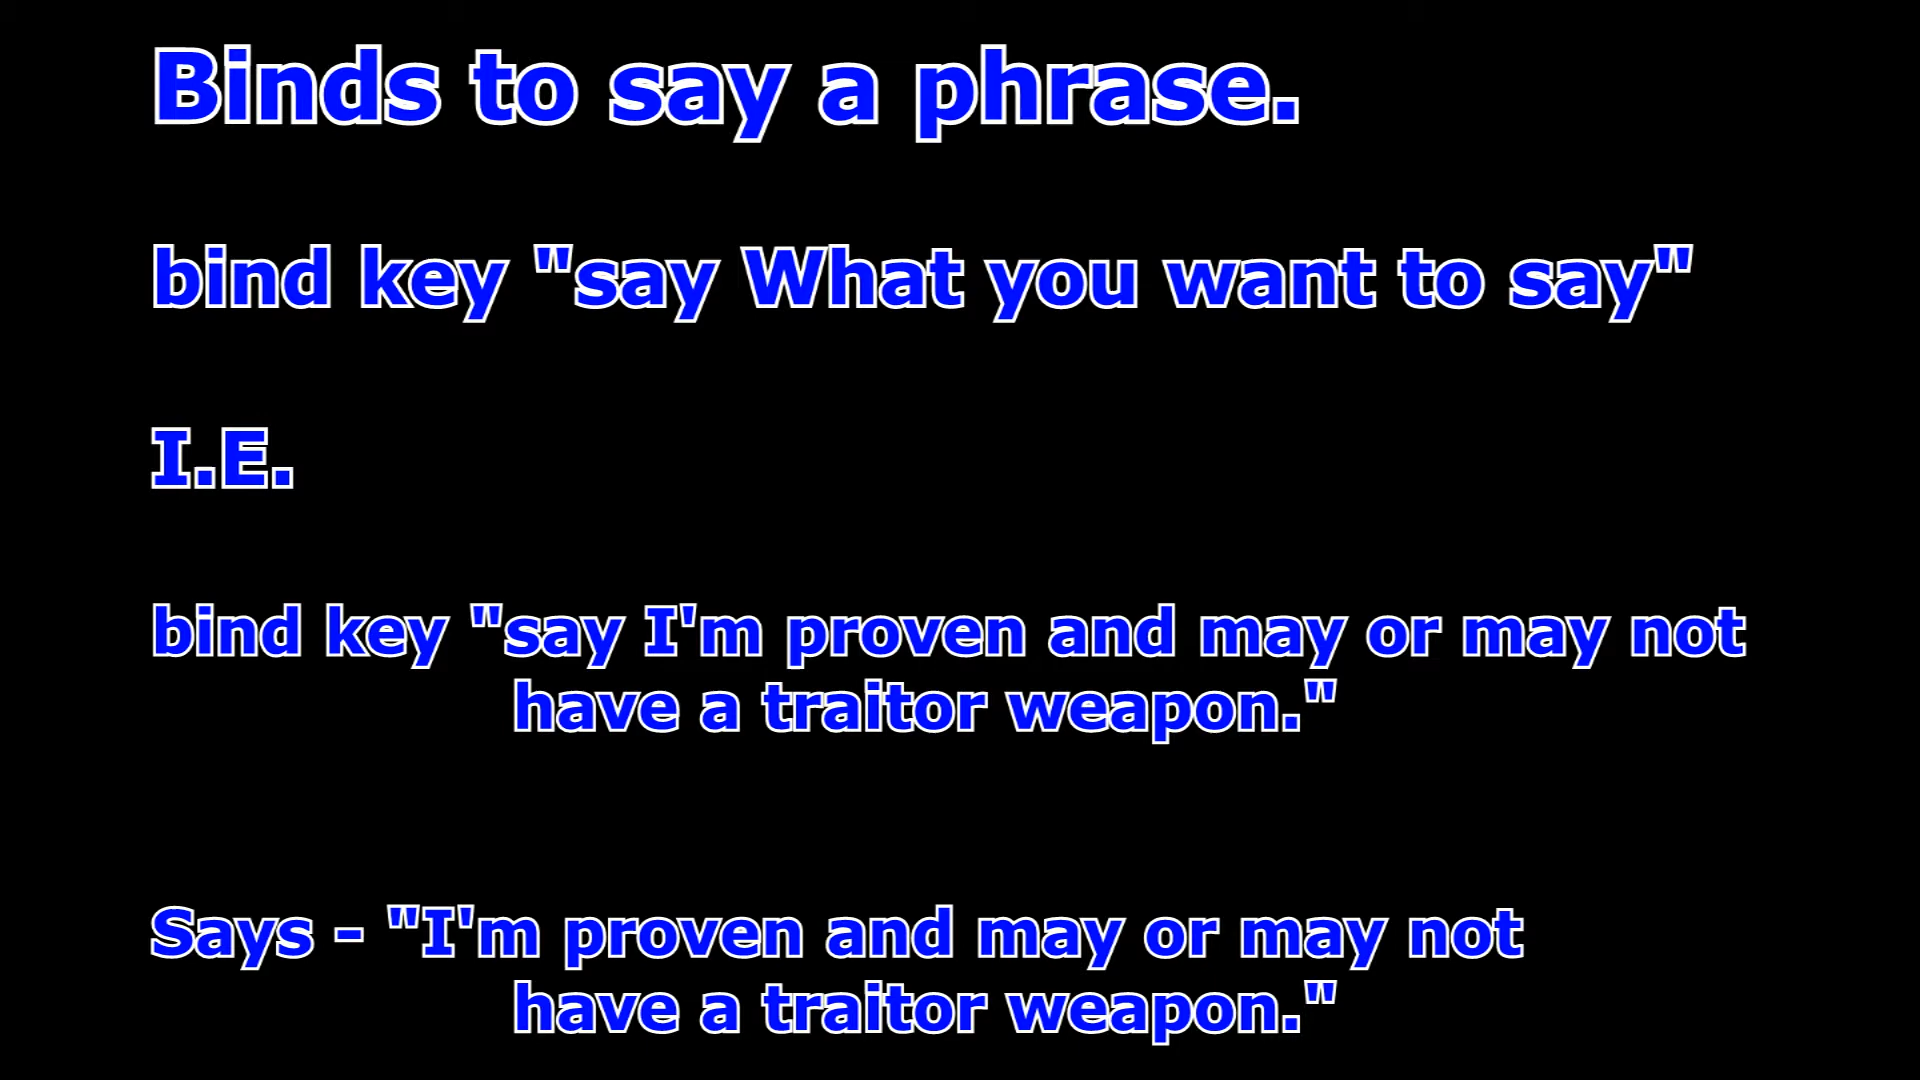 Binds to say a phrase.
bind key "say What you want to say"
I.E.
bind key "say I'm proven and may or may not
have a traitor weapon."
Says - "I'm proven and may or may not
have a traitor weapon."